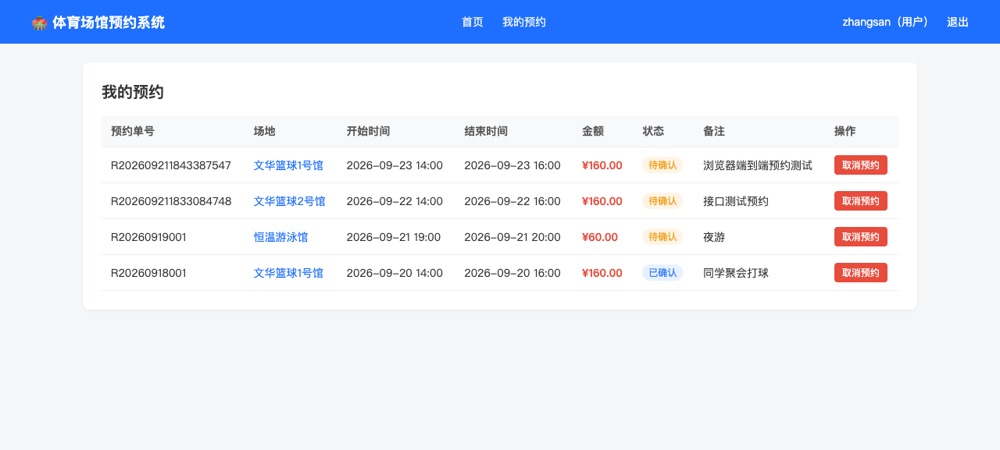 体育场馆预约系统 首页 我的预约 zhangsan（用户） 退出
我的预约
预约单号 场地 开始时间 结束时间 金额 状态 备注 操作
R202609211843387547 文华篮球1号馆 2026-09-23 14:00 2026-09-23 16:00 ¥160.00 待确认 浏览器端到端预约测试 取消预约
R202609211833084748 文华篮球2号馆 2026-09-22 14:00 2026-09-22 16:00 ¥160.00 待确认 接口测试预约 取消预约
R20260919001 恒温游泳馆 2026-09-21 19:00 2026-09-21 20:00 ¥60.00 待确认 夜游 取消预约
R20260918001 文华篮球1号馆 2026-09-20 14:00 2026-09-20 16:00 ¥160.00 已确认 同学聚会打球 取消预约